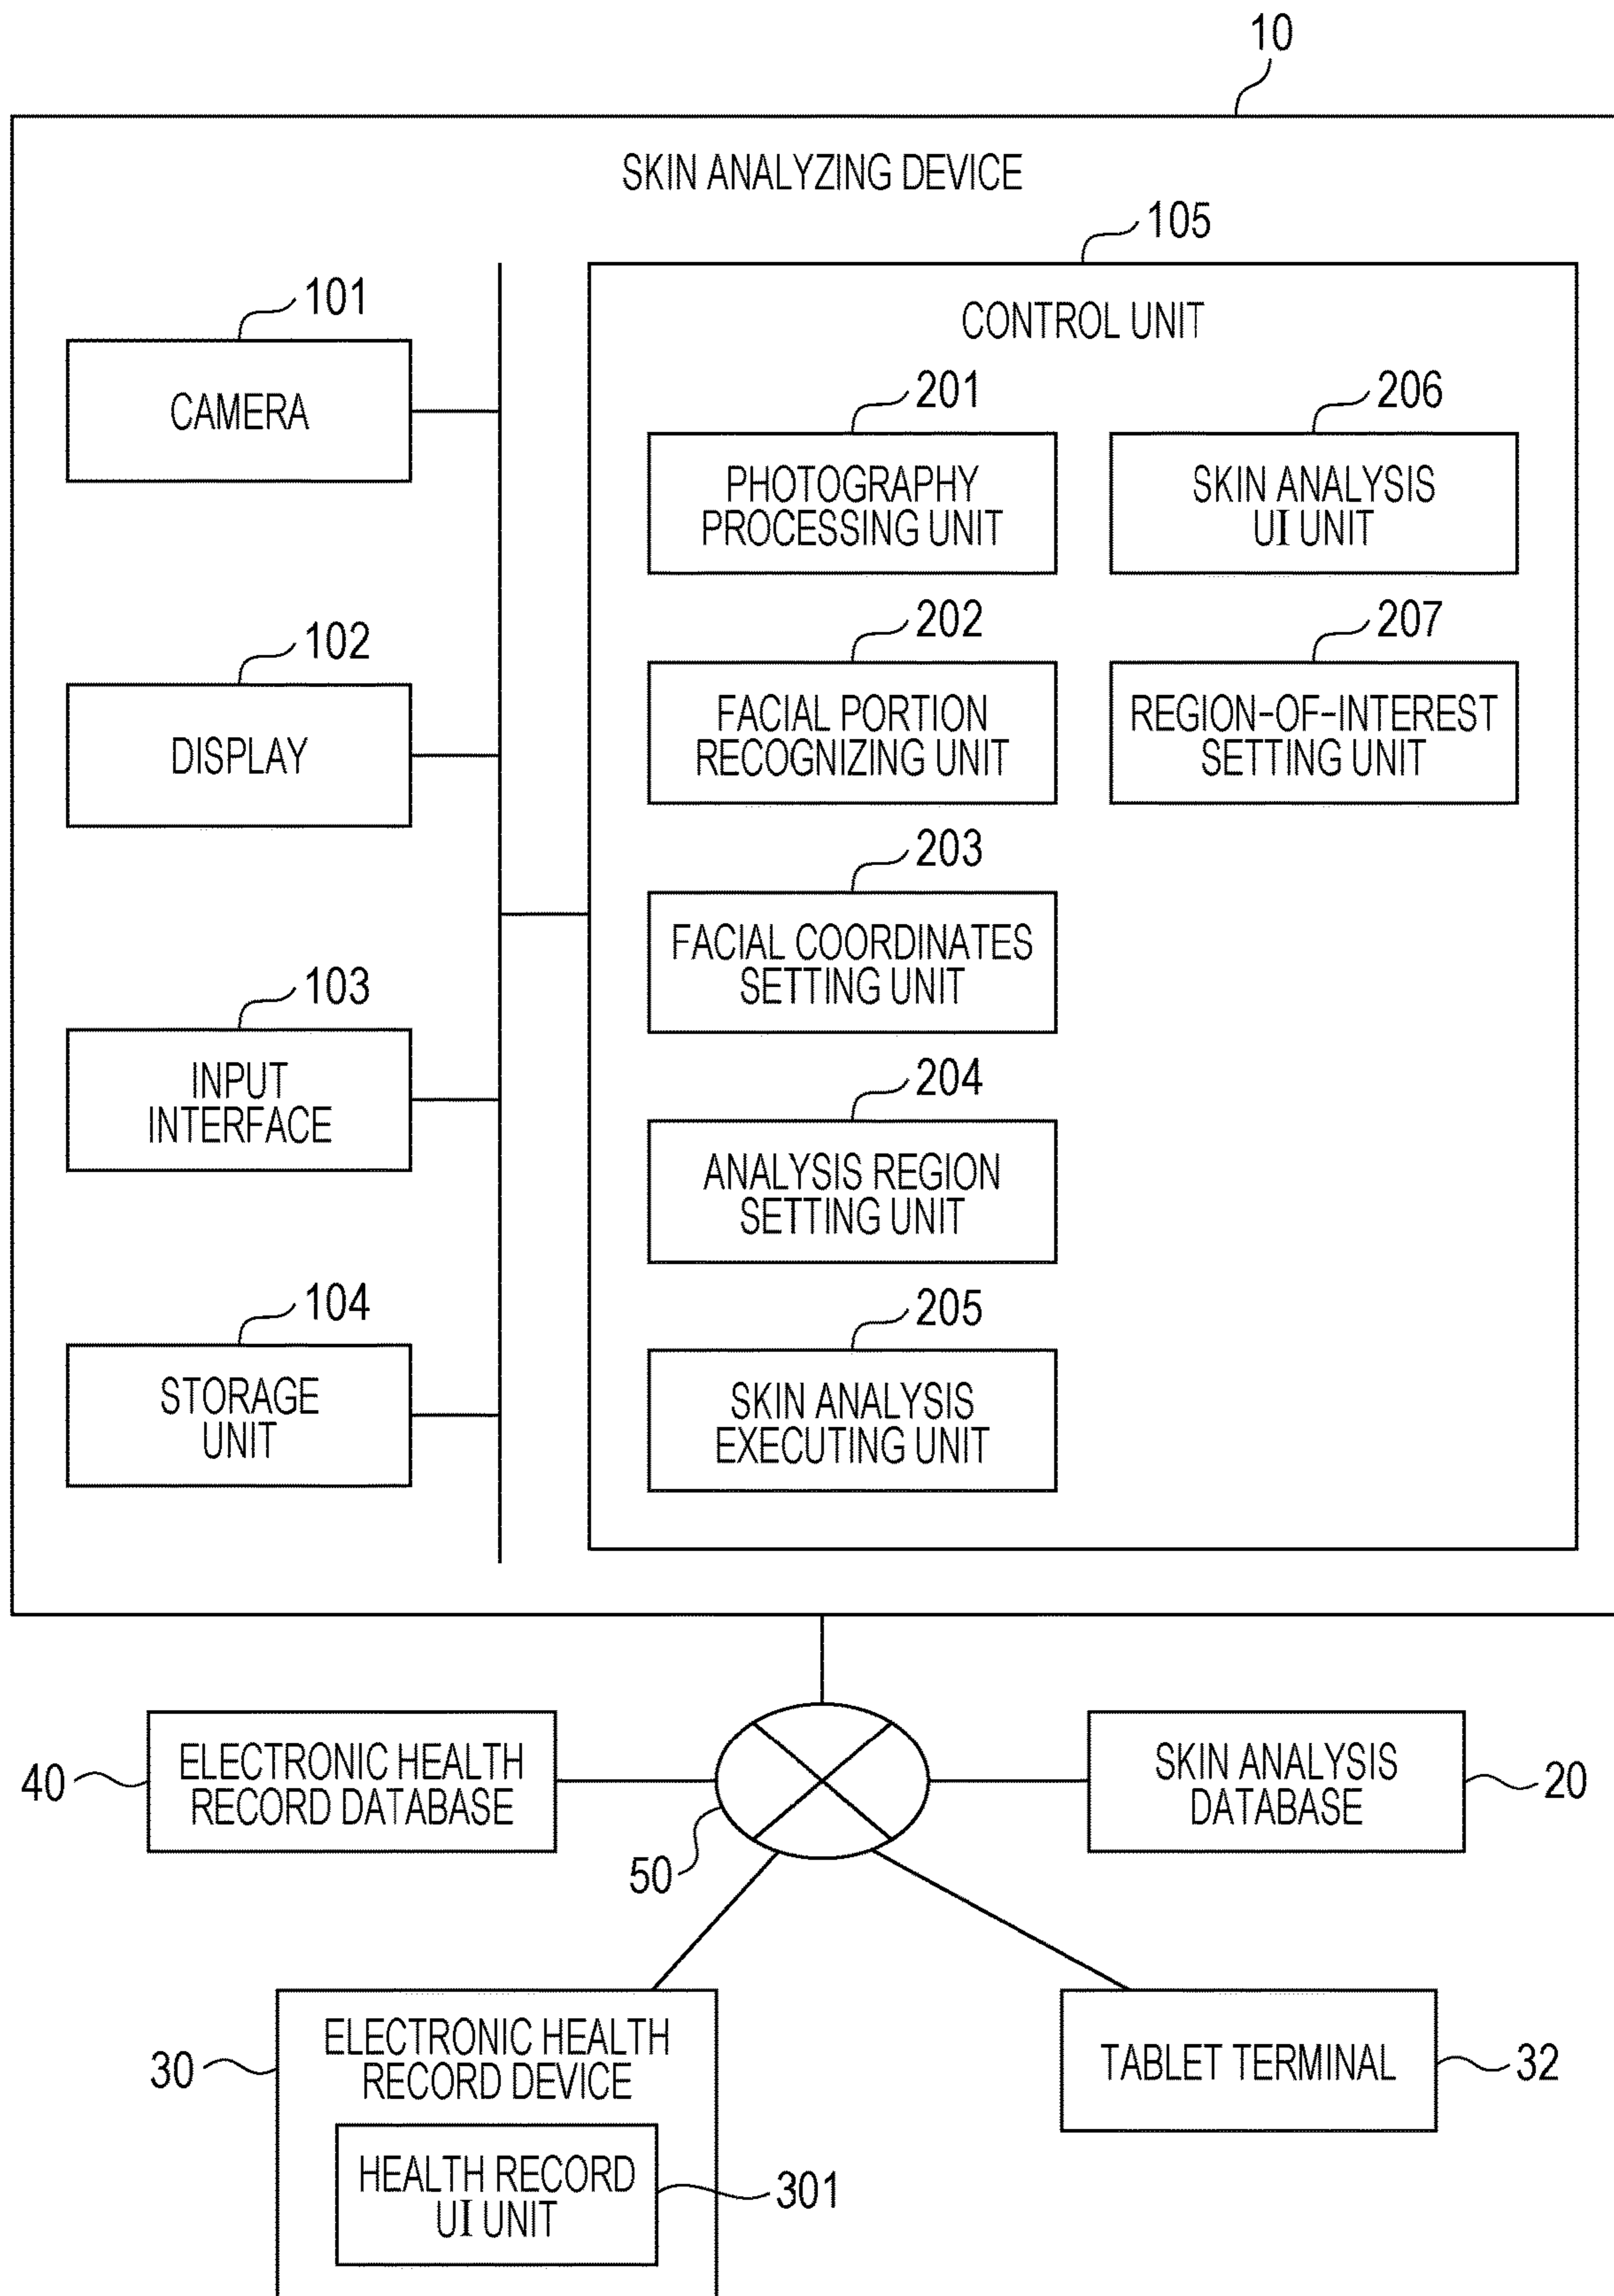 10
SKIN ANALYZING DEVICE
105
101
CONTROL UNIT
CAMERA
201
206
PHOTOGRAPHY
PROCESSING UNIT
SKIN ANALYSIS
UI UNIT
102
202
207
DISPLAY
FACIAL PORTION
RECOGNIZING UNIT
REGION-OF-INTEREST
SETTING UNIT
203
FACIAL COORDINATES
SETTING UNIT
103
INPUT
INTERFACE
204
ANALYSIS REGION
SETTING UNIT
104
STORAGE
UNIT
205
SKIN ANALYSIS
EXECUTING UNIT
40
ELECTRONIC HEALTH
RECORD DATABASE
50
SKIN ANALYSIS
DATABASE
20
30
ELECTRONIC HEALTH
RECORD DEVICE
HEALTH RECORD
UI UNIT
301
TABLET TERMINAL
32